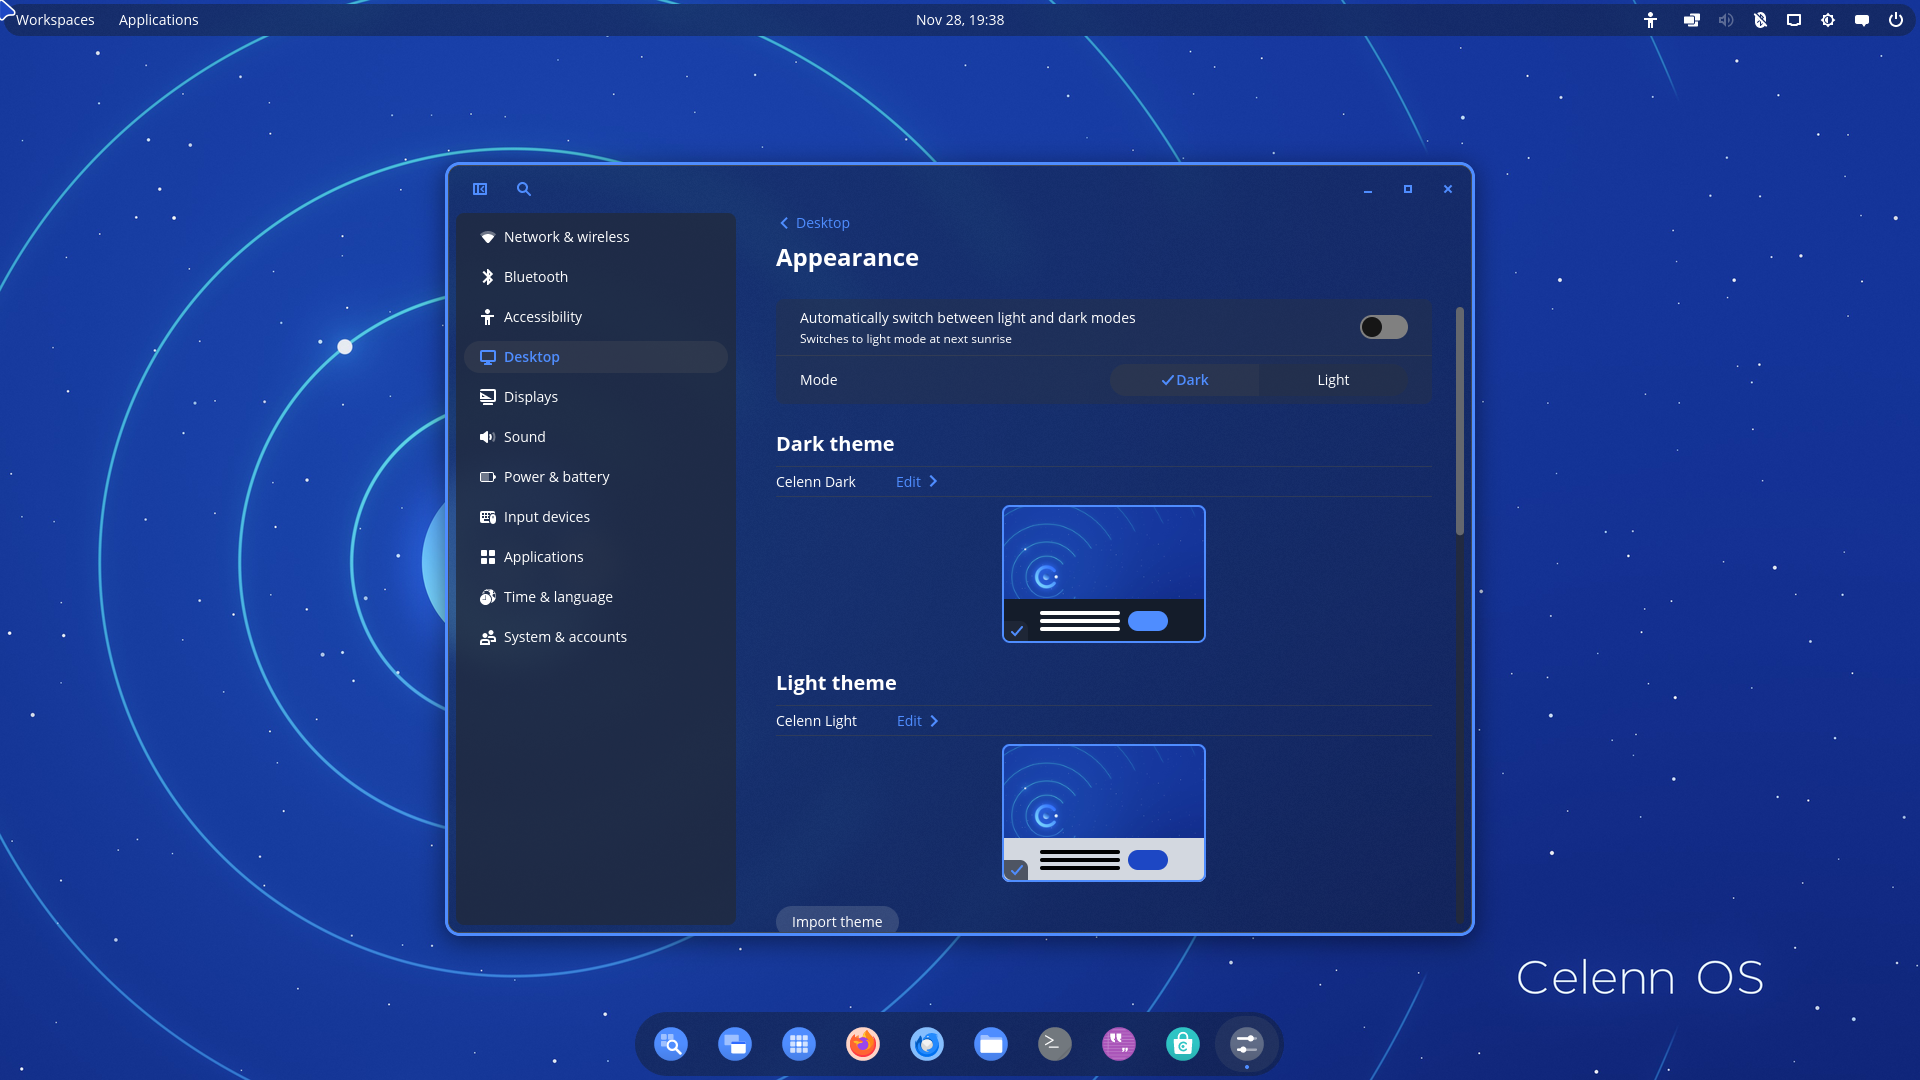 Workspaces Applications Nov 28, 19:38
Network & wireless
Bluetooth
Accessibility
Desktop
Displays
Sound
Power & battery
Input devices
Applications
Time & language
System & accounts
Desktop
Appearance
Automatically switch between light and dark modes
Switches to light mode at next sunrise
Mode Dark Light
Dark theme
Celenn Dark Edit
Light theme
Celenn Light Edit
Import theme
Celenn OS